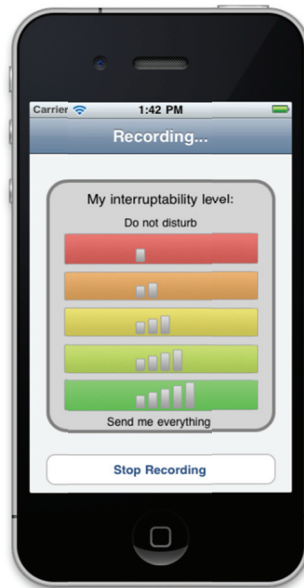 Carrier 1:42 PM
Recording...
My interruptability level:
Do not disturb
Send me everything
Stop Recording